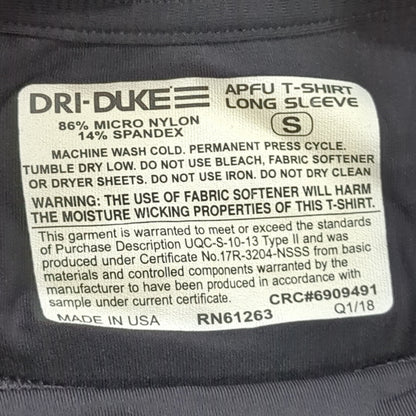 DRI-DUKE APFU T-SHIRT
LONG SLEEVE
86% MICRO NYLON
14% SPANDEX
S
MACHINE WASH COLD. PERMANENT PRESS CYCLE.
TUMBLE DRY LOW. DO NOT USE BLEACH, FABRIC SOFTENER
OR DRYER SHEETS. DO NOT USE IRON. DO NOT DRY CLEAN
WARNING: THE USE OF FABRIC SOFTENER WILL HARM
THE MOISTURE WICKING PROPERTIES OF THIS T-SHIRT.
This garment is warranted to meet or exceed the standards
of Purchase Description UQC-S-10-13 Type II and was
produced under Certificate No.17R-3204-NSSS from basic
materials and controlled components warranted by the
manufacturer to have been produced in accordance with the
sample under current certificate.
CRC#6909491
MADE IN USA RN61263 Q1/18